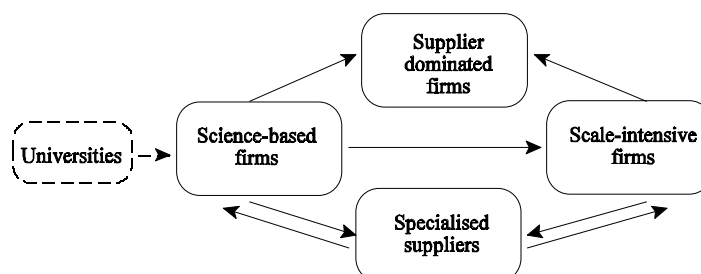 Supplier
dominated
firms
Universities
Science-based
firms
Scale-intensive
firms
Specialised
suppliers